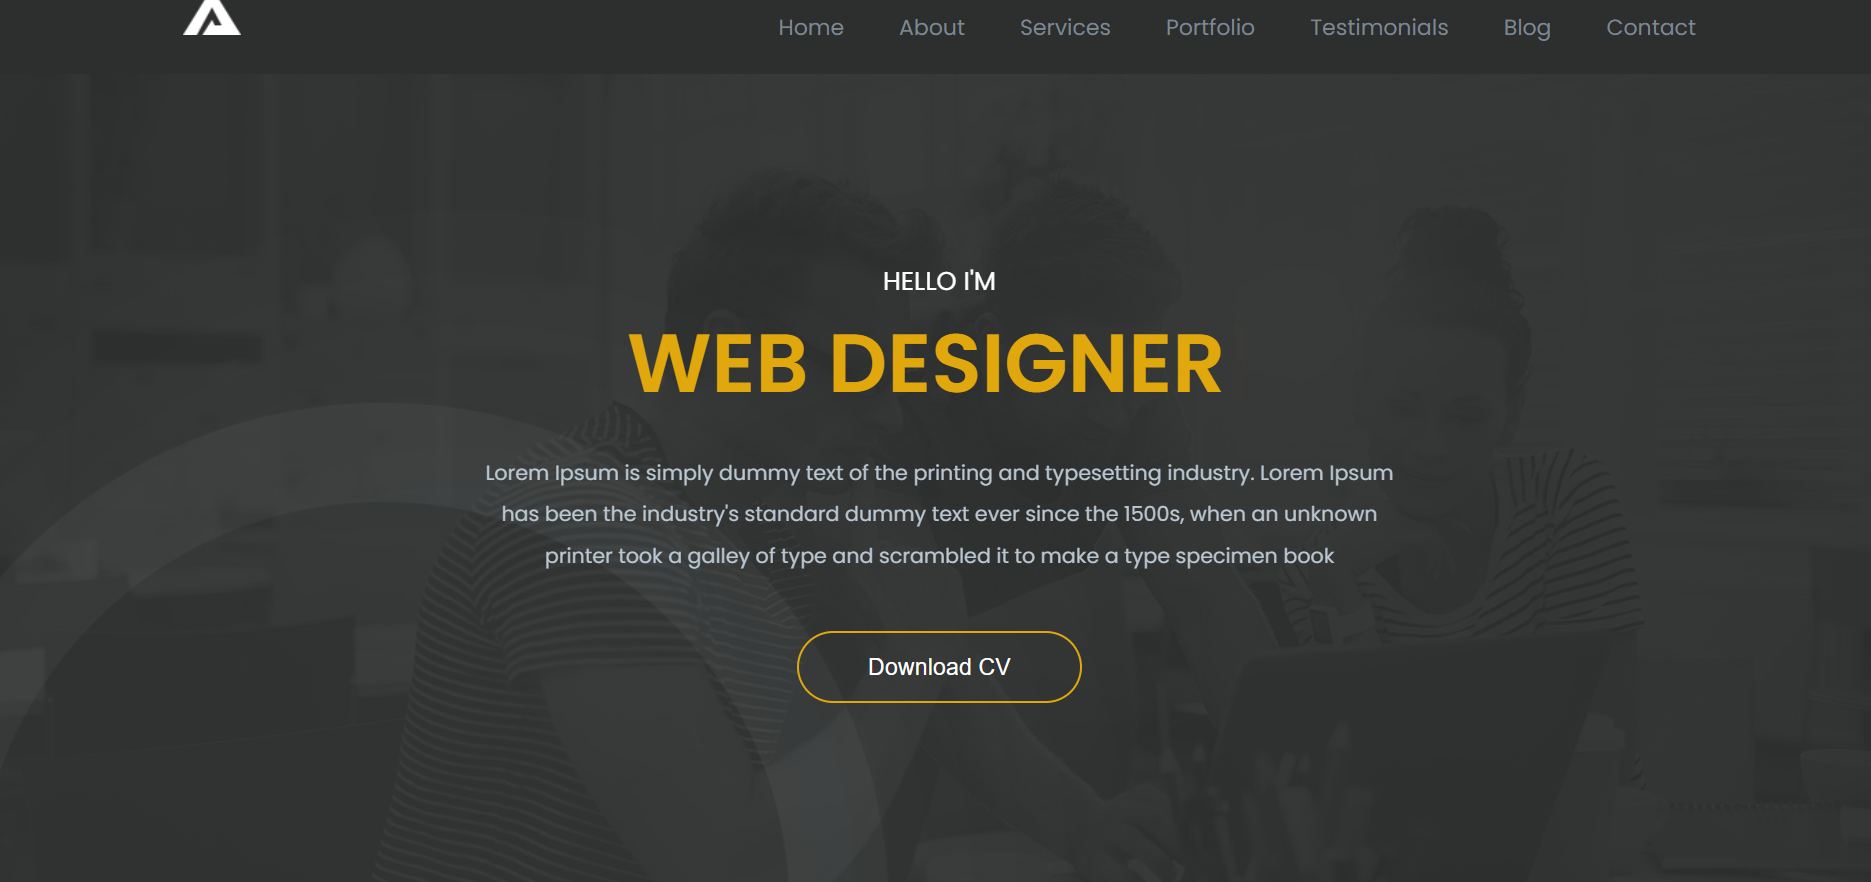 Home About Services Portfolio Testimonials Blog Contact
HELLO I'M
WEB DESIGNER
Lorem Ipsum is simply dummy text of the printing and typesetting industry. Lorem Ipsum
has been the industry's standard dummy text ever since the 1500s, when an unknown
printer took a galley of type and scrambled it to make a type specimen book
Download CV